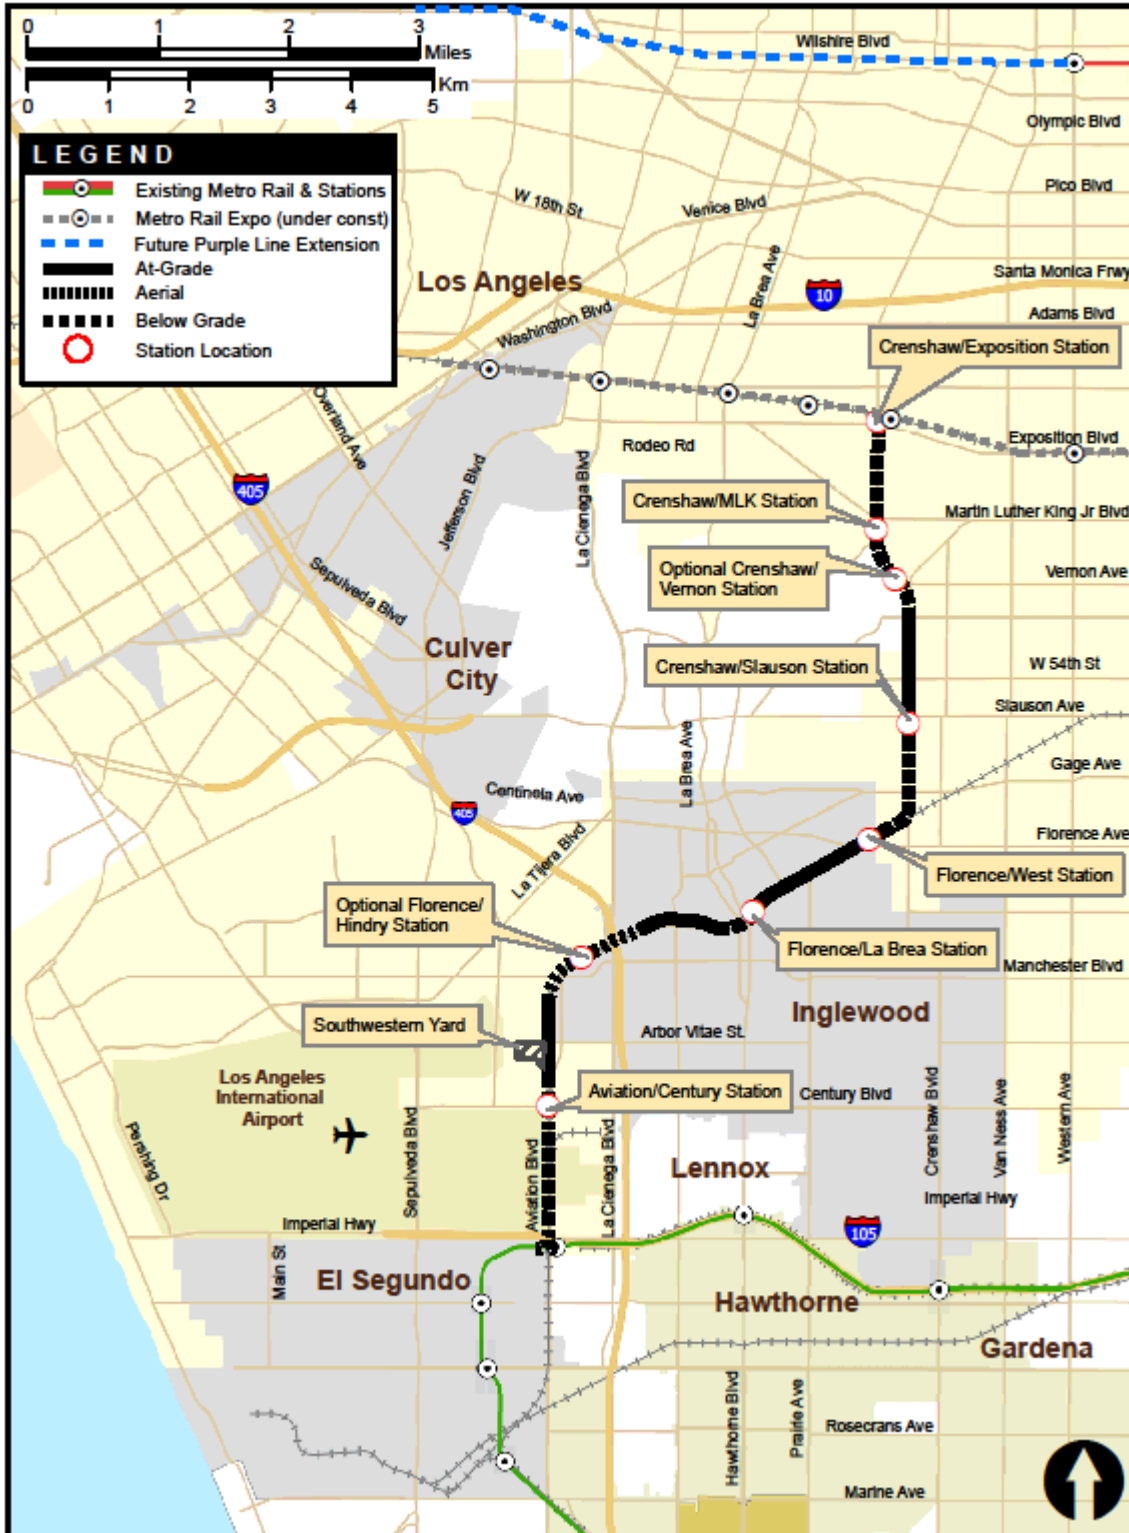 0 1 2 3
Miles
Km
0 1 2 3 4 5
LEGEND
Existing Metro Rail & Stations
Metro Rail Expo (under const)
Future Purple Line Extension
At-Grade
Aerial
Below Grade
Station Location
Wilshire Blvd
Olympic Blvd
Pico Blvd
W 18th St
Venice Blvd
La Brea Ave
Santa Monica Frwy
Los Angeles
10
Adams Blvd
Washington Blvd
Crenshaw/Exposition Station
Overland Ave
Rodeo Rd
Exposition Blvd
405
Jefferson Blvd
La Cienega Blvd
Crenshaw/MLK Station
Martin Luther King Jr Blvd
Optional Crenshaw/
Vernon Station
Vernon Ave
Sepulveda Blvd
Culver
City
Crenshaw/Slauson Station
W 54th St
Slauson Ave
La Brea Ave
Gage Ave
Centinela Ave
405
Florence Ave
La Tijera Blvd
Florence/West Station
Optional Florence/
Hindry Station
Florence/La Brea Station
Manchester Blvd
Inglewood
Southwestern Yard
Arbor Vitae St.
Los Angeles
International
Airport
Aviation/Century Station
Century Blvd
Pershing Dr
Sepulveda Blvd
Aviation Blvd
La Cienega Blvd
Crenshaw Bvld
Van Ness Ave
Western Ave
Lennox
Imperial Hwy
Imperial Hwy
105
Main St
El Segundo
Hawthorne
Gardena
Hawthorne Blvd
Prairie Ave
Rosecrans Ave
Marine Ave